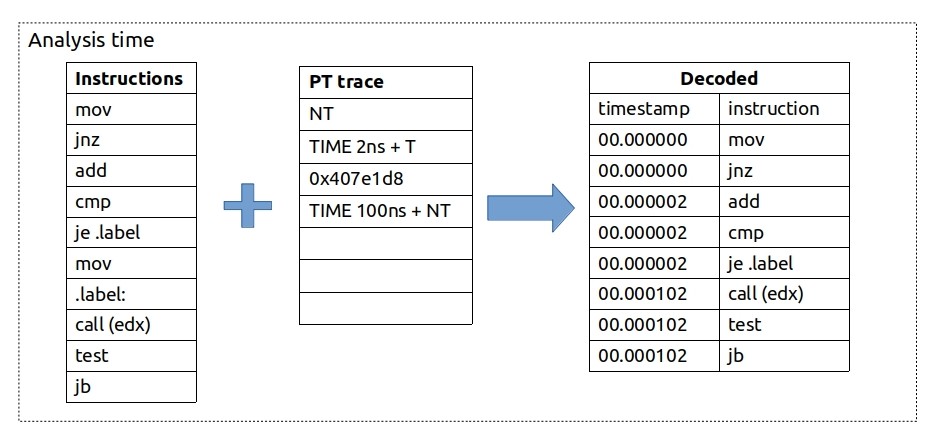 Analysis time
Instructions
mov
jnz
add
cmp
je .label
mov
.label:
call (edx)
test
jb
PT trace
NT
TIME 2ns + T
0x407e1d8
TIME 100ns + NT
Decoded
timestamp instruction
00.000000 mov
00.000000 jnz
00.000002 add
00.000002 cmp
00.000002 je .label
00.000102 call (edx)
00.000102 test
00.000102 jb